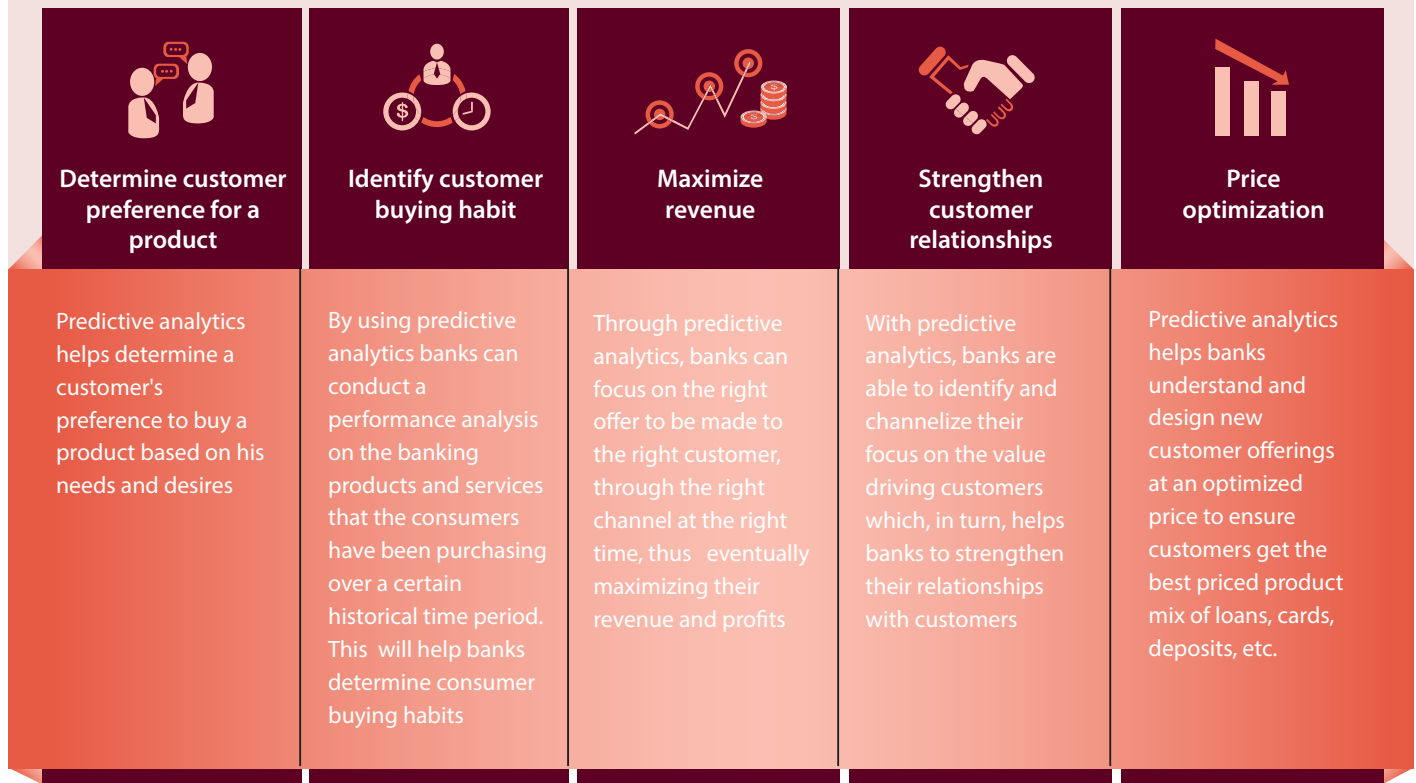 Determine customer
preference for a
product
Predictive analytics
helps determine a
customer's
preference to buy a
product based on his
needs and desires
Identify customer
buying habit
By using predictive
analytics banks can
conduct a
performance analysis
on the banking
products and services
that the consumers
have been purchasing
over a certain
historical time period.
This will help banks
determine consumer
buying habits
Maximize
revenue
Through predictive
analytics, banks can
focus on the right
offer to be made to
the right customer,
through the right
channel at the right
time, thus eventually
maximizing their
revenue and profits
Strengthen
customer
relationships
With predictive
analytics, banks are
able to identify and
channelize their
focus on the value
driving customers
which, in turn, helps
banks to strengthen
their relationships
with customers
Price
optimization
Predictive analytics
helps banks
understand and
design new
customer offerings
at an optimized
price to ensure
customers get the
best priced product
mix of loans, cards,
deposits, etc.